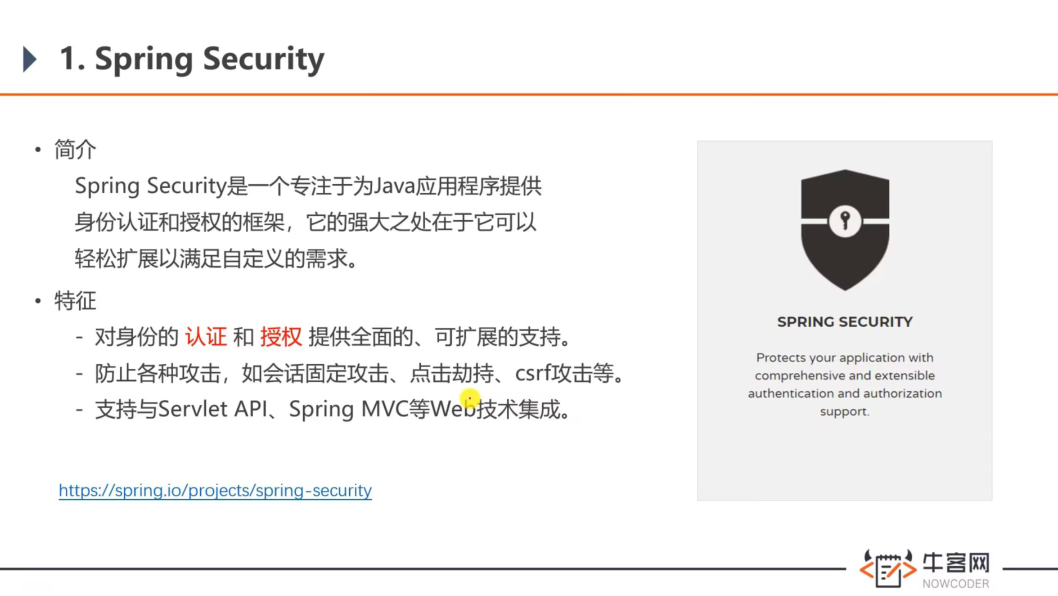 1. Spring Security
• 简介
Spring Security是一个专注于为Java应用程序提供
身份认证和授权的框架，它的强大之处在于它可以
轻松扩展以满足自定义的需求。
• 特征
- 对身份的 认证 和 授权 提供全面的、可扩展的支持。
- 防止各种攻击，如会话固定攻击、点击劫持、csrf攻击等。
- 支持与Servlet API、Spring MVC等Web技术集成。
https://spring.io/projects/spring-security
SPRING SECURITY
Protects your application with
comprehensive and extensible
authentication and authorization
support.
牛客网
NOWCODER